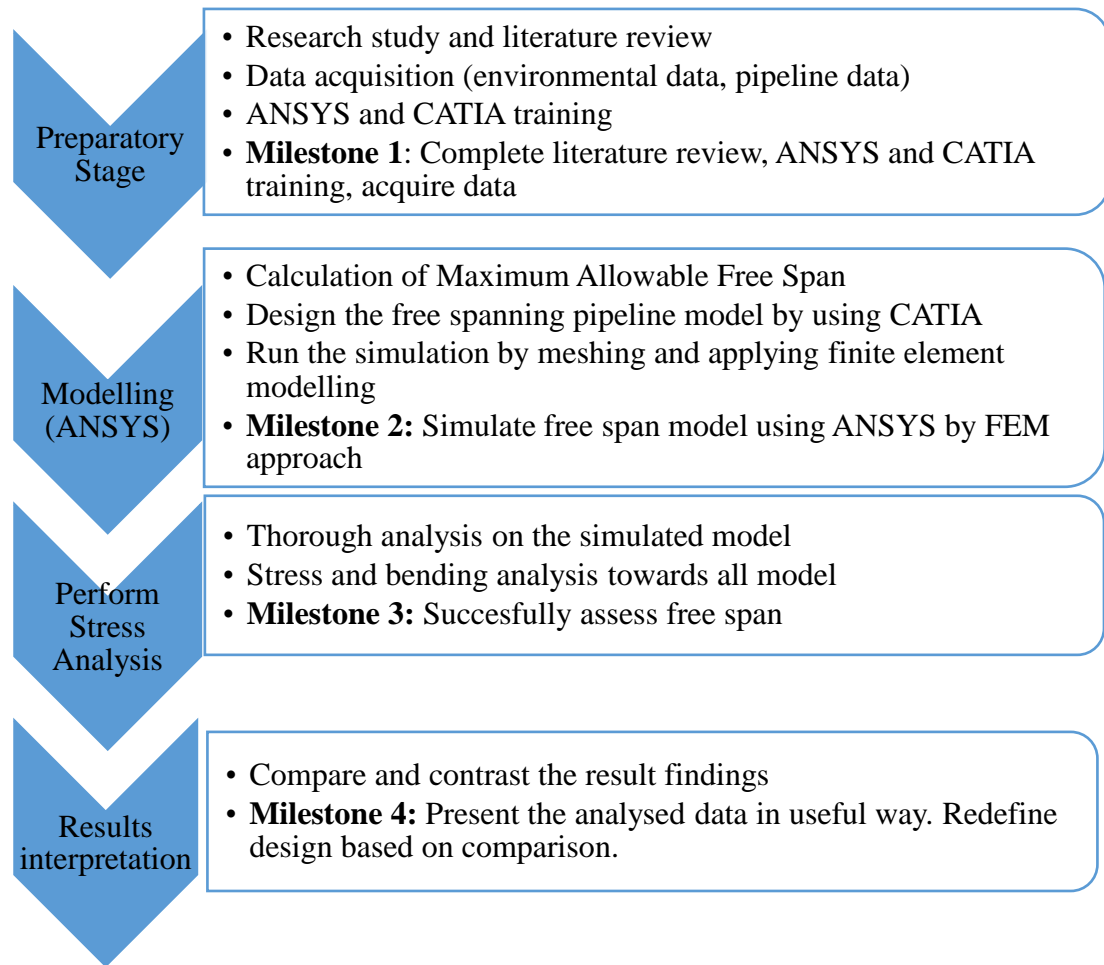 Preparatory
Stage
• Research study and literature review
• Data acquisition (environmental data, pipeline data)
• ANSYS and CATIA training
• Milestone 1: Complete literature review, ANSYS and CATIA
training, acquire data
Modelling
(ANSYS)
• Calculation of Maximum Allowable Free Span
• Design the free spanning pipeline model by using CATIA
• Run the simulation by meshing and applying finite element
modelling
• Milestone 2: Simulate free span model using ANSYS by FEM
approach
Perform
Stress
Analysis
• Thorough analysis on the simulated model
• Stress and bending analysis towards all model
• Milestone 3: Succesfully assess free span
Results
interpretation
• Compare and contrast the result findings
• Milestone 4: Present the analysed data in useful way. Redefine
design based on comparison.